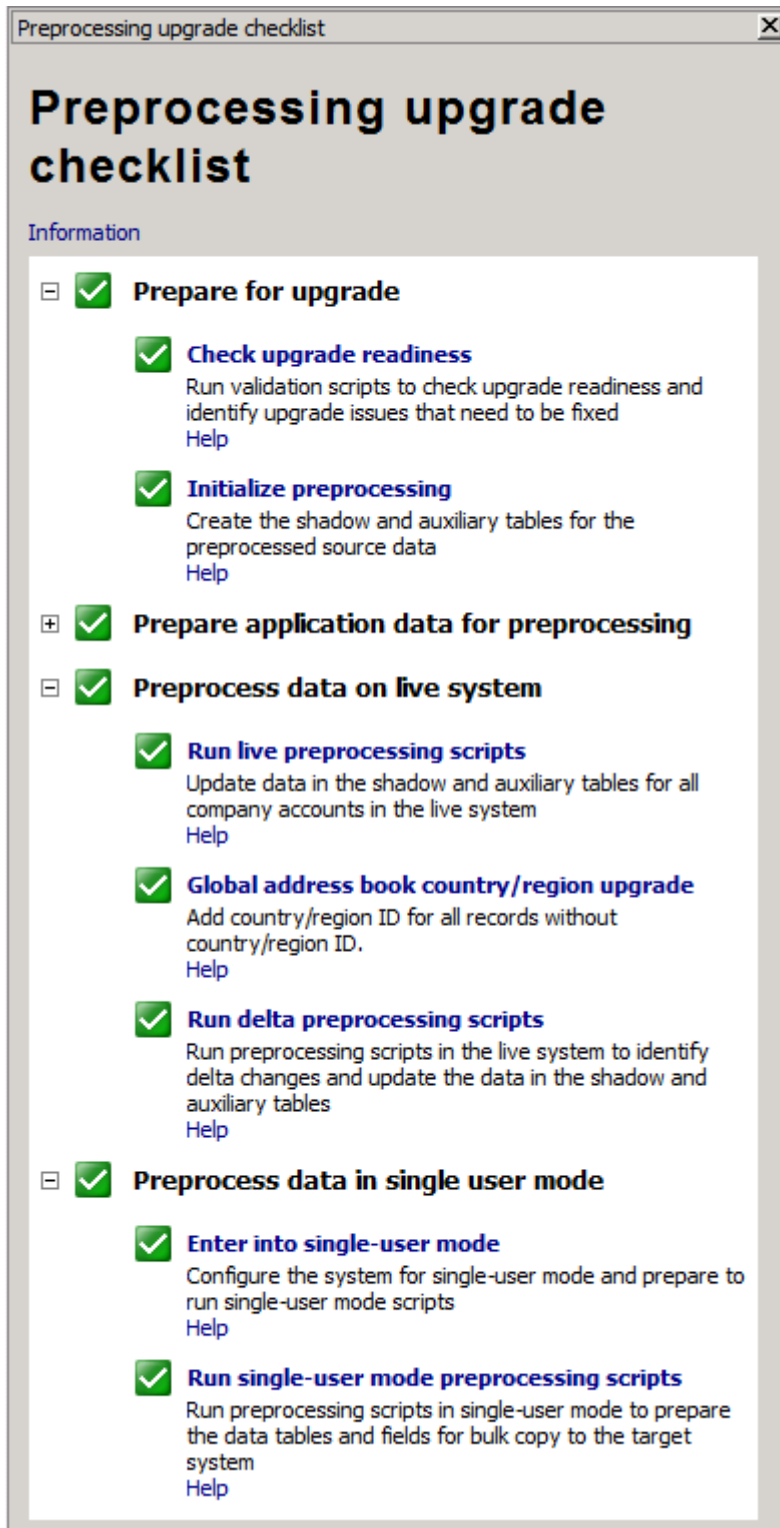 Preprocessing upgrade checklist
Preprocessing upgrade
checklist
Information
Prepare for upgrade
Check upgrade readiness
Run validation scripts to check upgrade readiness and
identify upgrade issues that need to be fixed
Help
Initialize preprocessing
Create the shadow and auxiliary tables for the
preprocessed source data
Help
Prepare application data for preprocessing
Preprocess data on live system
Run live preprocessing scripts
Update data in the shadow and auxiliary tables for all
company accounts in the live system
Help
Global address book country/region upgrade
Add country/region ID for all records without
country/region ID.
Help
Run delta preprocessing scripts
Run preprocessing scripts in the live system to identify
delta changes and update the data in the shadow and
auxiliary tables
Help
Preprocess data in single user mode
Enter into single-user mode
Configure the system for single-user mode and prepare to
run single-user mode scripts
Help
Run single-user mode preprocessing scripts
Run preprocessing scripts in single-user mode to prepare
the data tables and fields for bulk copy to the target
system
Help